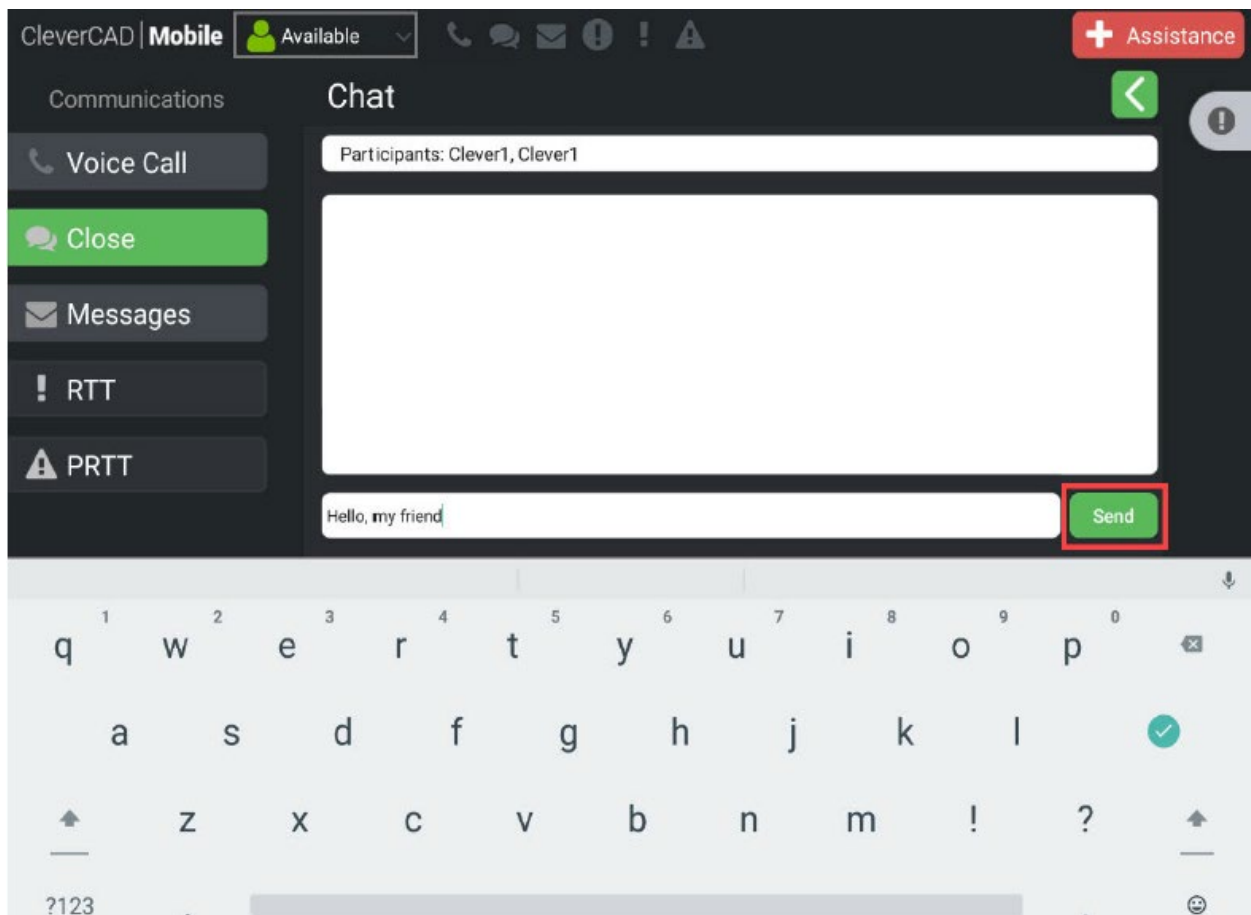 CleverCAD | Mobile Available Assistance
Communications Chat
Participants: Clever1, Clever1
Voice Call
Close
Messages
! RTT
PRTT
Hello, my friend Send
1 2 3 4 5 6 7 8 9 0
q w e r t y u i o p
a s d f g h j k l
z x c v b n m ! ?
?123